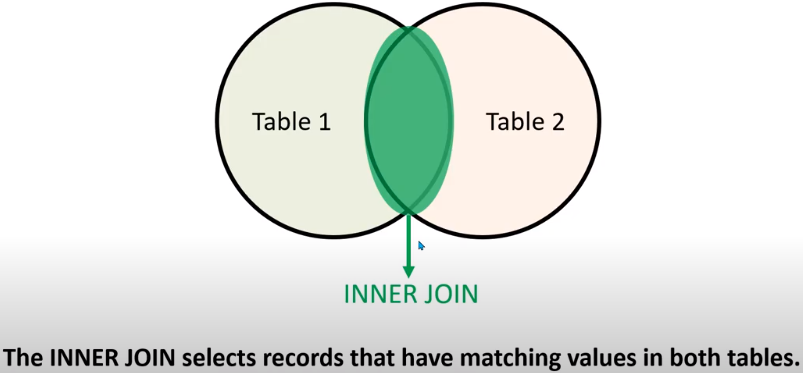 Table 1
Table 2
INNER JOIN
The INNER JOIN selects records that have matching values in both tables.